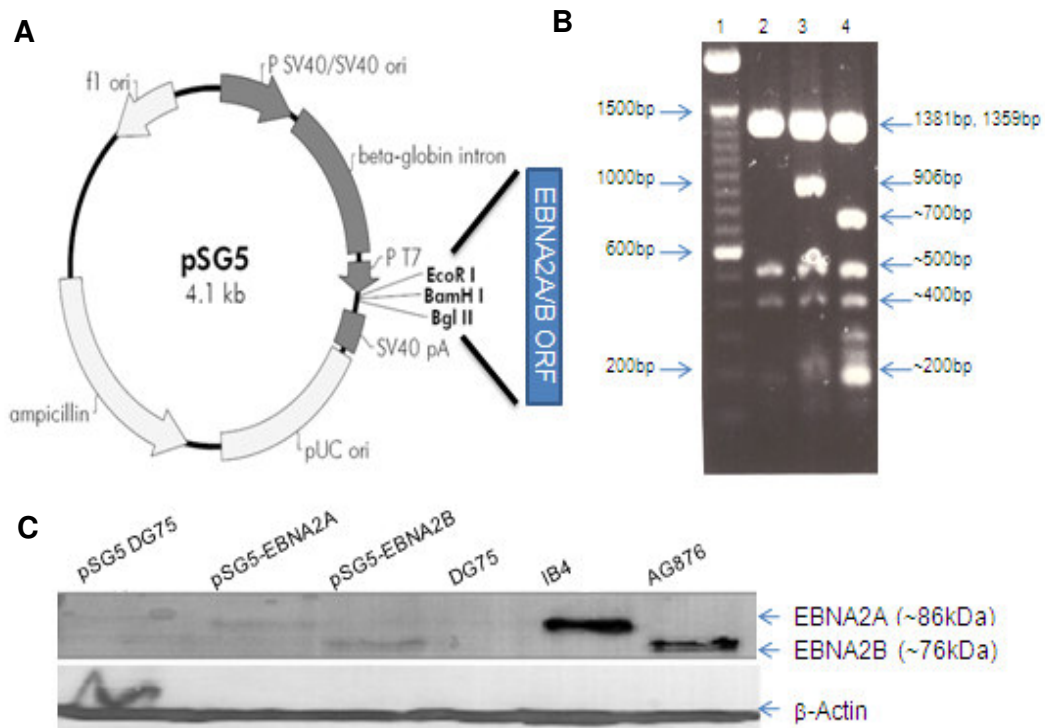 A
P SV40/SV40 ori
f1 ori
beta-globin intron
pSG5
4.1 kb
P T7
EcoR I
BamH I
Bgl II
SV40 pA
ampicillin
pUC ori
EBNA2A/B ORF
B
1 2 3 4
1500bp
1000bp
600bp
200bp
1381bp, 1359bp
906bp
~700bp
~500bp
~400bp
~200bp
C
pSG5 DG75
pSG5-EBNA2A
pSG5-EBNA2B
DG75
IB4
AG876
EBNA2A (~86kDa)
EBNA2B (~76kDa)
β-Actin